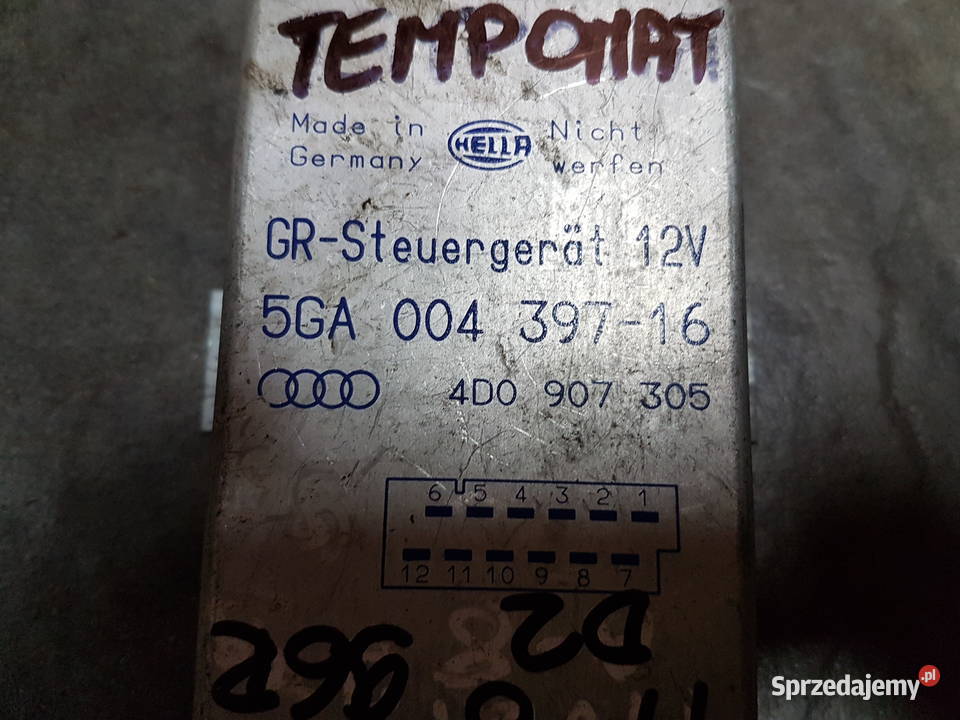 TEMPOMAT
Made in Germany
HELLA
Nicht werfen
GR-Steuergerät 12V
5GA 004 397-16
4D0 907 305
6 5 4 3 2 1
12 11 10 9 8 7
D2
96R
Sprzedajemy.pl